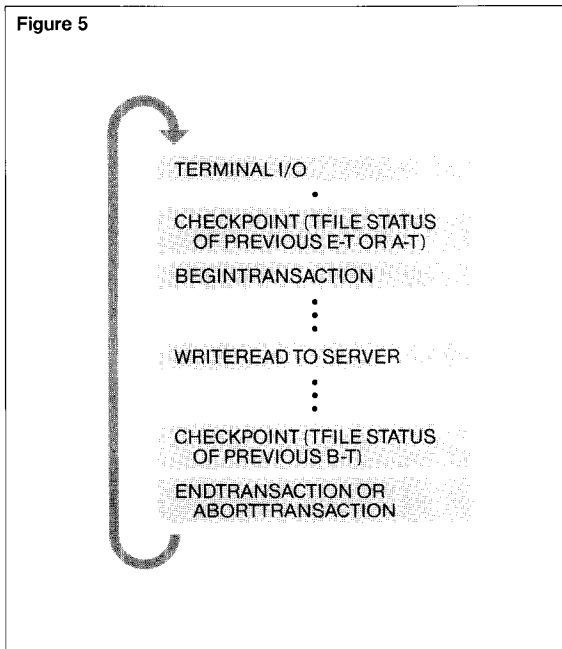 Figure 5
TERMINAL I/O
CHECKPOINT (TFILE STATUS
OF PREVIOUS E-T OR A-T)
BEGINTRANSACTION
WRITEREAD TO SERVER
CHECKPOINT (TFILE STATUS
OF PREVIOUS B-T)
ENDTRANSACTION OR
ABORTTRANSACTION